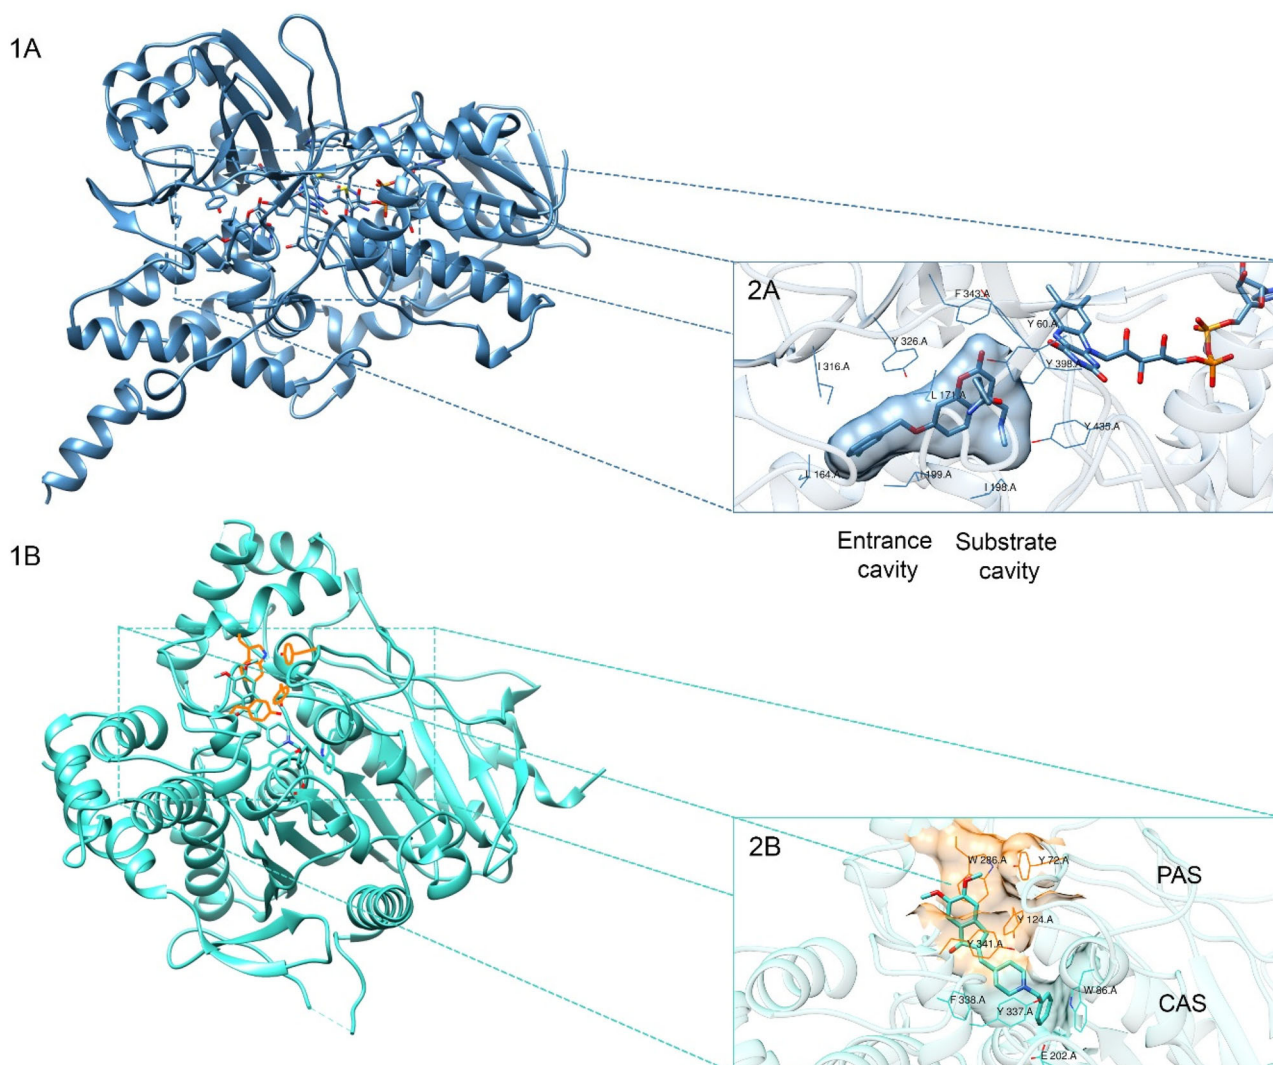 1A
2A
F 343.A
Y 60.A
Y 326.A
Y 398.A
I 316.A
L 171.A
Y 435.A
L 164.A
I 199.A
I 198.A
Entrance
cavity
Substrate
cavity
1B
2B
W 286.A
Y 72.A
PAS
Y 124.A
Y 341.A
W 86.A
F 338.A
Y 337.A
CAS
E 202.A